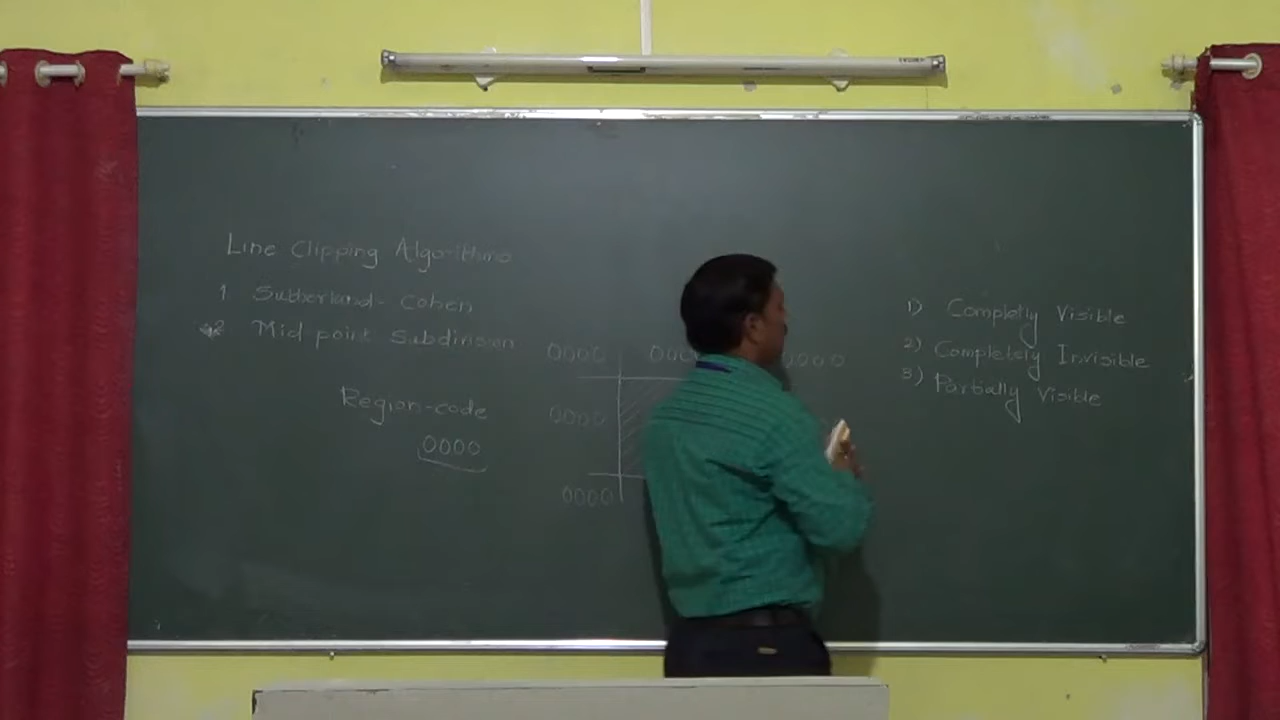 Line Clipping Algorithms
1. Sutherland - Cohen
2 Mid point Subdivision
Region-code
0000
0000
0000
0000
0000
1) Completly Visible
2) Completely Invisible
3) Partially Visible